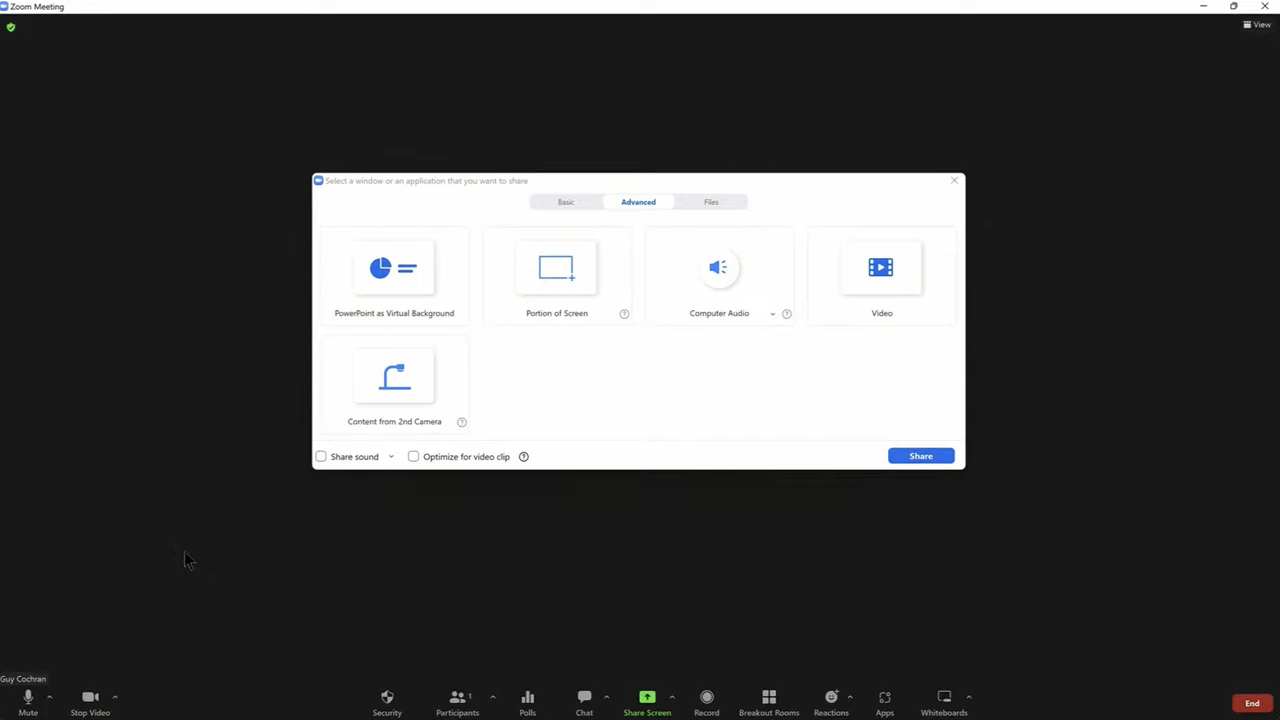 Zoom Meeting
View
Select a window or an application that you want to share
Basic
Advanced
Files
PowerPoint as Virtual Background
Portion of Screen
Computer Audio
Video
Content from 2nd Camera
Share sound
Optimize for video clip
Share
Guy Cochran
Mute
Stop Video
Security
Participants
1
Polls
Chat
Share Screen
Record
Breakout Rooms
Reactions
Apps
Whiteboards
End